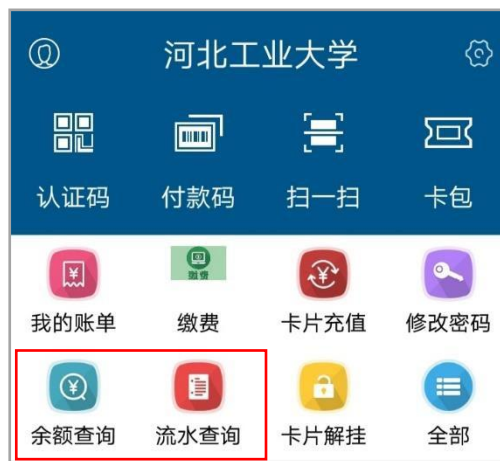 河北工业大学
认证码 付款码 扫一扫 卡包
缴费
我的账单 缴费 卡片充值 修改密码
余额查询 流水查询 卡片解挂 全部